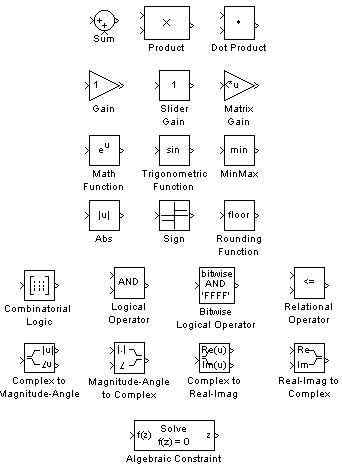 Sum
Product
Dot Product
1
Gain
1
Slider
Gain
u
Matrix
Gain
e^u
Math
Function
sin
Trigonometric
Function
min
MinMax
|u|
Abs
Sign
floor
Rounding
Function
Combinatorial
Logic
AND
Logical
Operator
bitwise
AND
'FFFF'
Bitwise
Logical Operator
<=
Relational
Operator
|u|
∠u
Complex to
Magnitude-Angle
|.|
∠
Magnitude-Angle
to Complex
Re(u)
Im(u)
Complex to
Real-Imag
Re
Im
Real-Imag to
Complex
f(z) Solve z
f(z) = 0
Algebraic Constraint